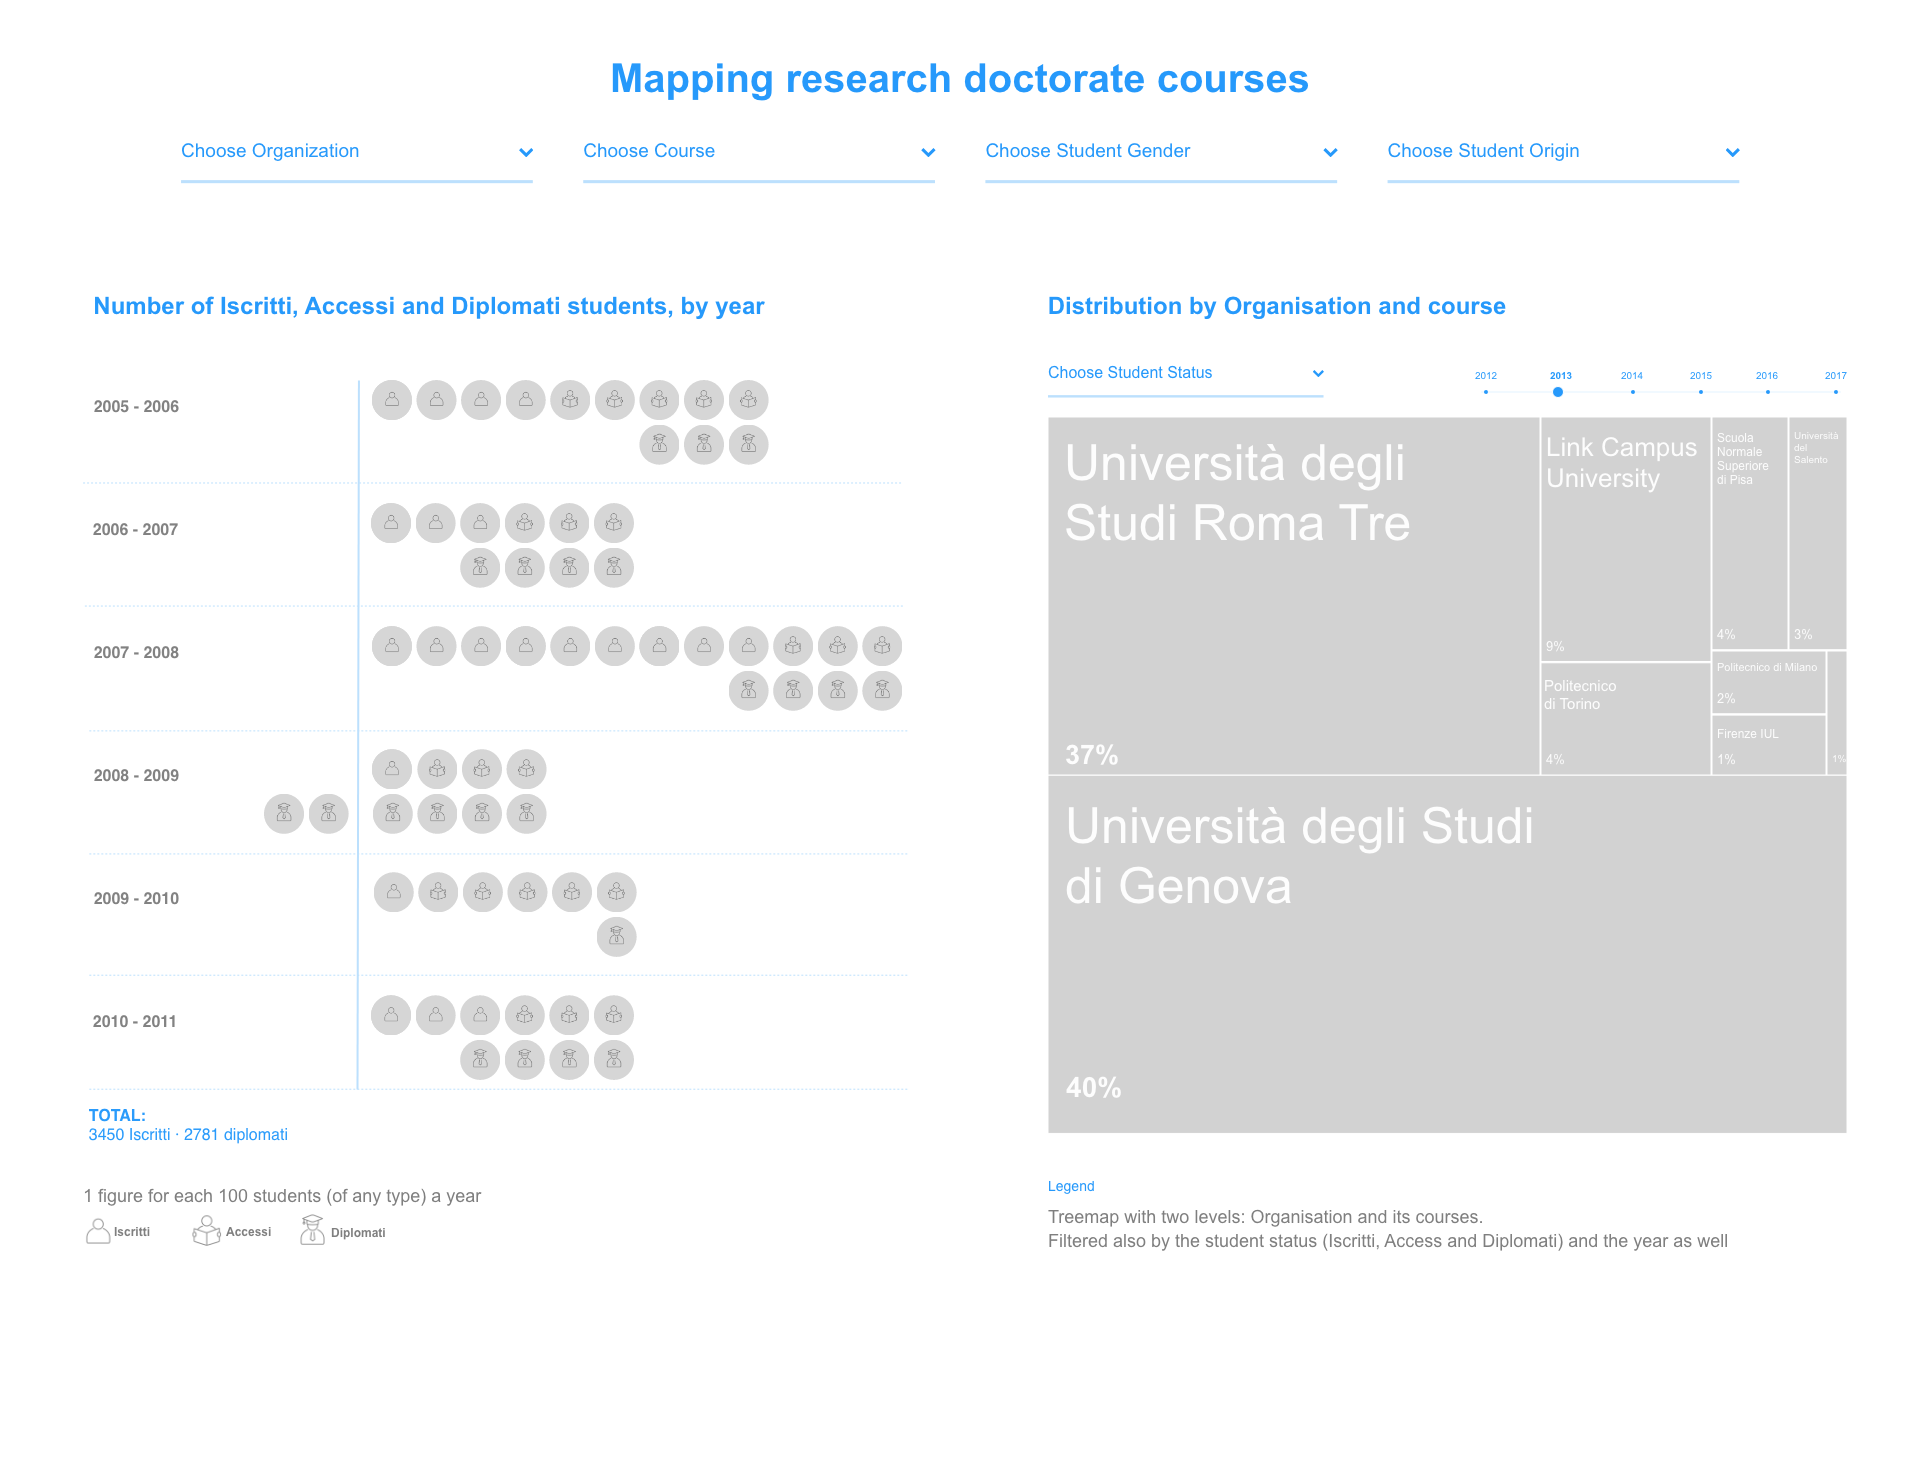 Mapping research doctorate courses
Choose Organization
Choose Course
Choose Student Gender
Choose Student Origin
Number of Iscritti, Accessi and Diplomati students, by year
2005 - 2006
2006 - 2007
2007 - 2008
2008 - 2009
2009 - 2010
2010 - 2011
TOTAL:
3450 Iscritti · 2781 diplomati
1 figure for each 100 students (of any type) a year
Iscritti
Accessi
Diplomati
Distribution by Organisation and course
Choose Student Status
2012
2013
2014
2015
2016
2017
Università degli
Studi Roma Tre
37%
Link Campus
University
9%
Scuola
Normale
Superiore
di Pisa
4%
Università
del
Salento
3%
Politecnico
di Torino
4%
Politecnico di Milano
2%
Firenze IUL
1%
1%
Università degli Studi
di Genova
40%
Legend
Treemap with two levels: Organisation and its courses.
Filtered also by the student status (Iscritti, Access and Diplomati) and the year as well